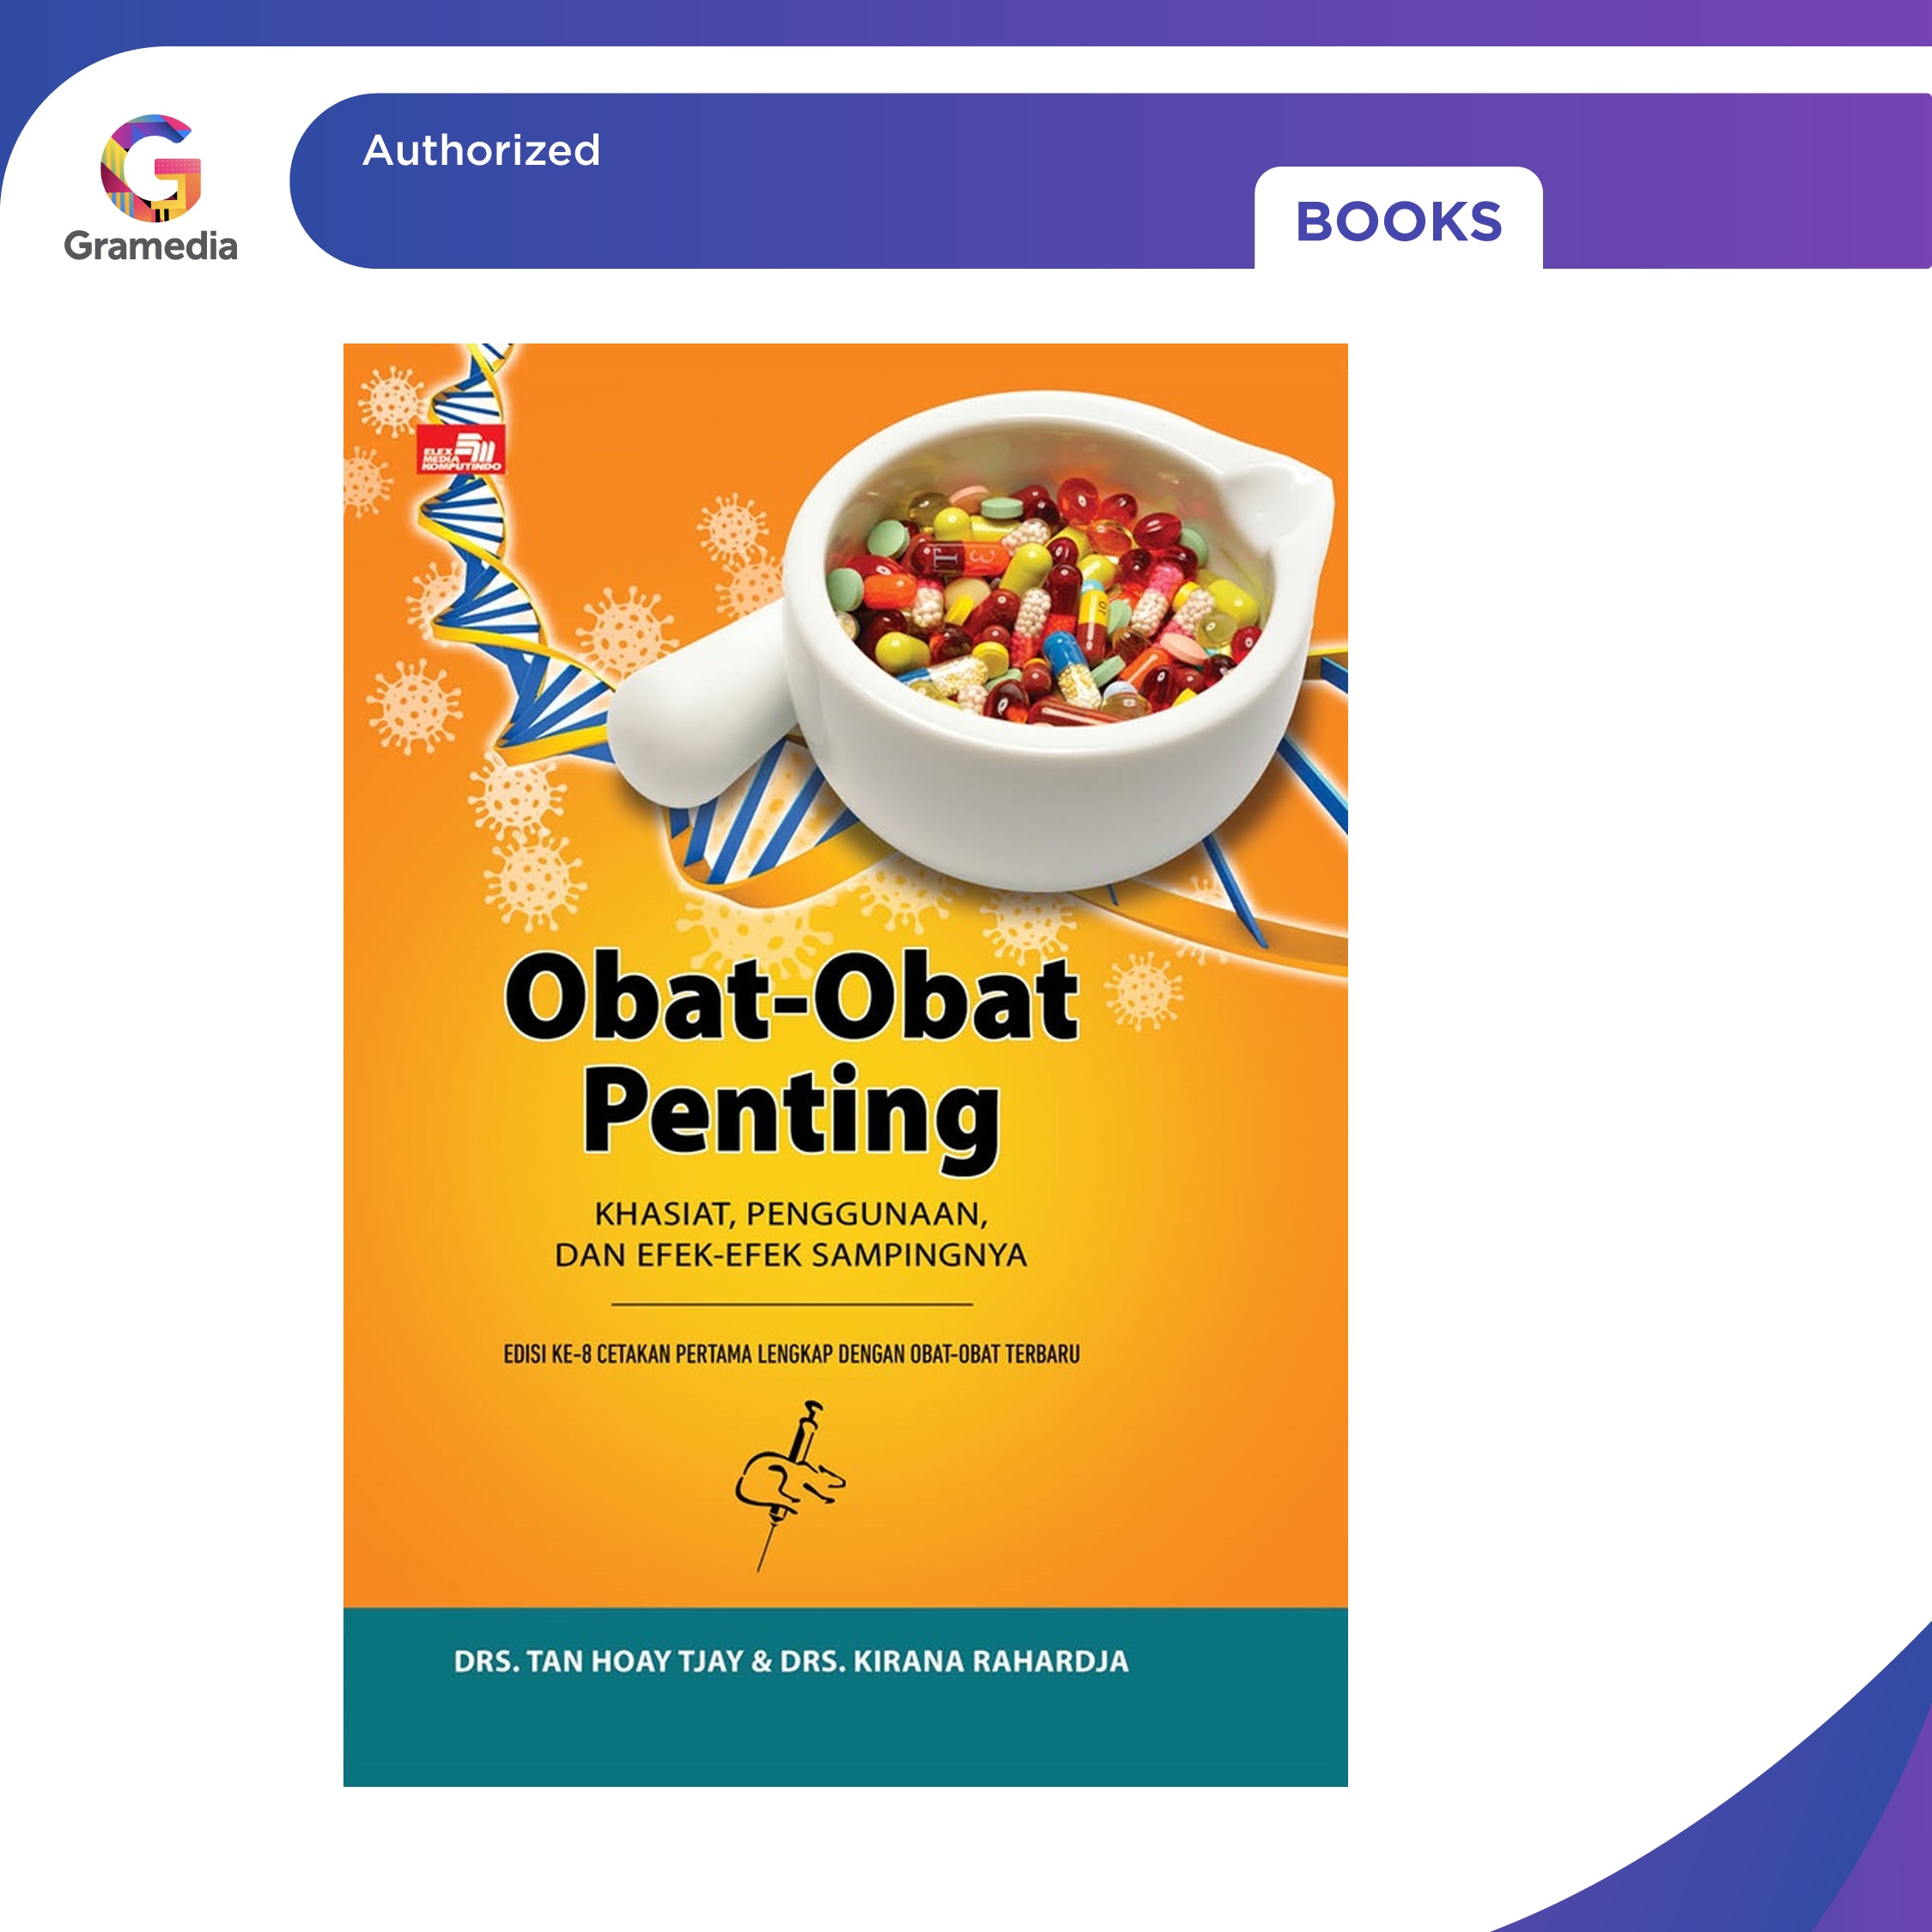 Authorized
Gramedia
BOOKS
ELEX
MEDIA
KOMPUTINDO
Obat-Obat
Penting
KHASIAT, PENGGUNAAN,
DAN EFEK-EFEK SAMPINGNYA
EDISI KE-8 CETAKAN PERTAMA LENGKAP DENGAN OBAT-OBAT TERBARU
DRS. TAN HOAY TJAY & DRS. KIRANA RAHARDJA